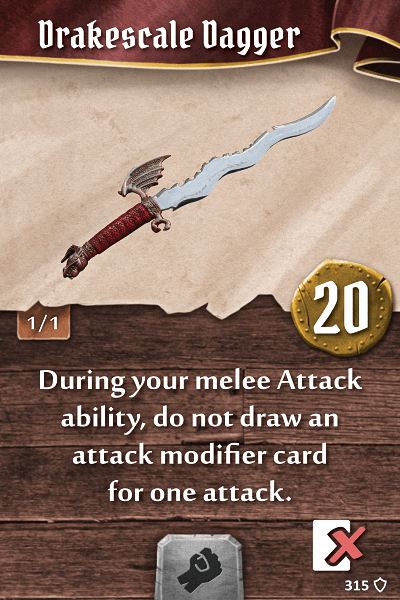 Drakescale Dagger
1/1
20
During your melee Attack
ability, do not draw an
attack modifier card
for one attack.
315